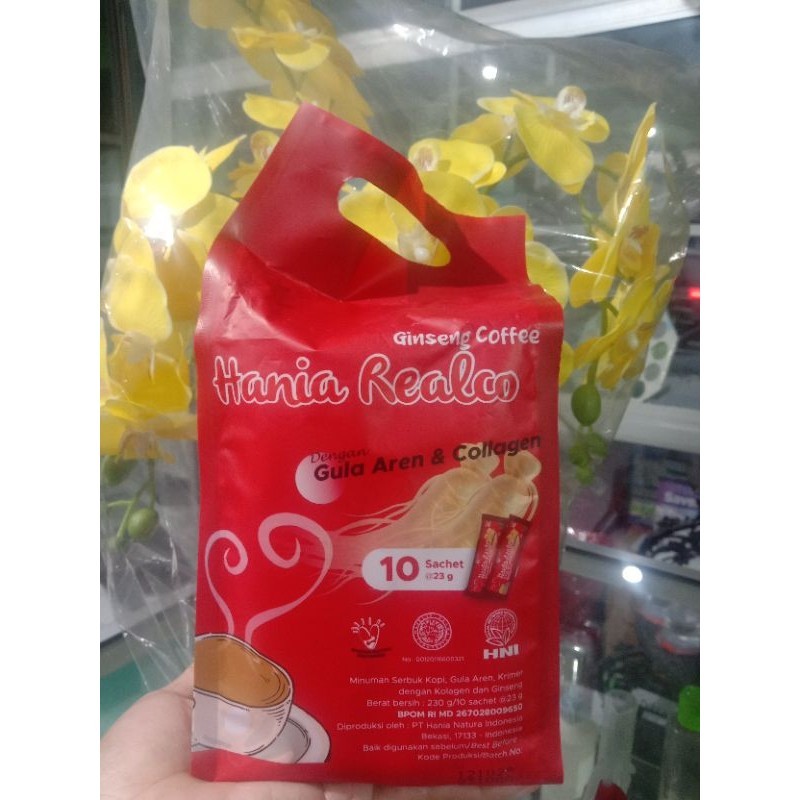 Ginseng Coffee
Hania Realco
Dengan
Gula Aren & Collagen
10 Sachet
@23 g
HNI
Minuman Serbuk Kopi, Gula Aren, Krimer
dengan Kolagen dan Ginseng
Berat bersih : 230 g/10 sachet @23 g
BPOM RI MD 267028009650
Diproduksi oleh : PT Hania Natura Indonesia
Bekasi, 17133 - Indonesia
Baik digunakan sebelum/Best Before :
Kode Produksi/Batch No.